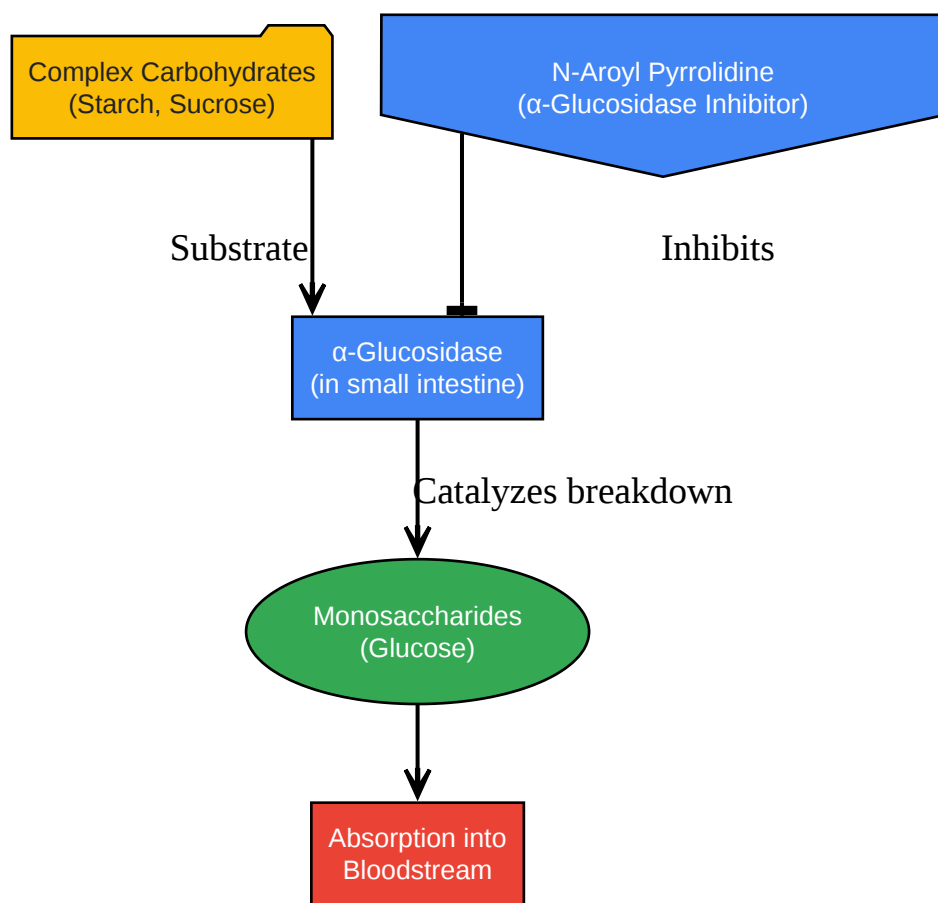 Complex Carbohydrates
(Starch, Sucrose)
N-Aroyl Pyrrolidine
(α-Glucosidase Inhibitor)
Substrate
Inhibits
α-Glucosidase
(in small intestine)
Catalyzes breakdown
Monosaccharides
(Glucose)
Absorption into
Bloodstream